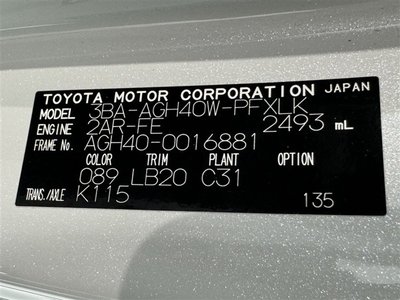 TOYOTA MOTOR CORPORATION JAPAN
MODEL 3BA-AGH40W-PFXLK
ENGINE 2AR-FE 2493 mL
FRAME No. AGH40-0016881
COLOR TRIM PLANT OPTION
089 LB20 C31
TRANS./AXLE K115 135